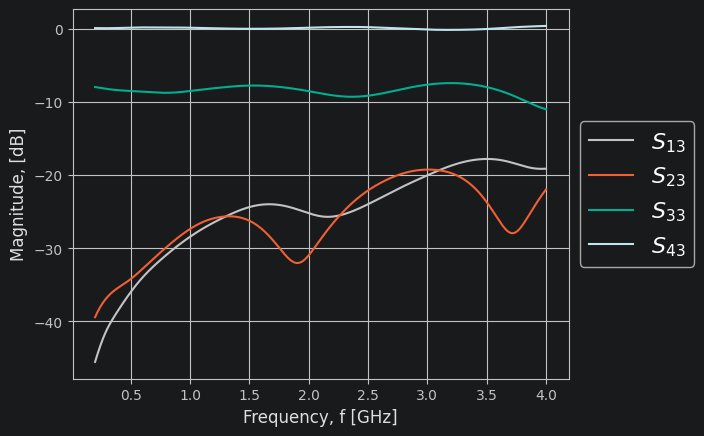 0
−10
−20
−30
−40
Magnitude, [dB]
0.5 1.0 1.5 2.0 2.5 3.0 3.5 4.0
Frequency, f [GHz]
S₁₃
S₂₃
S₃₃
S₄₃